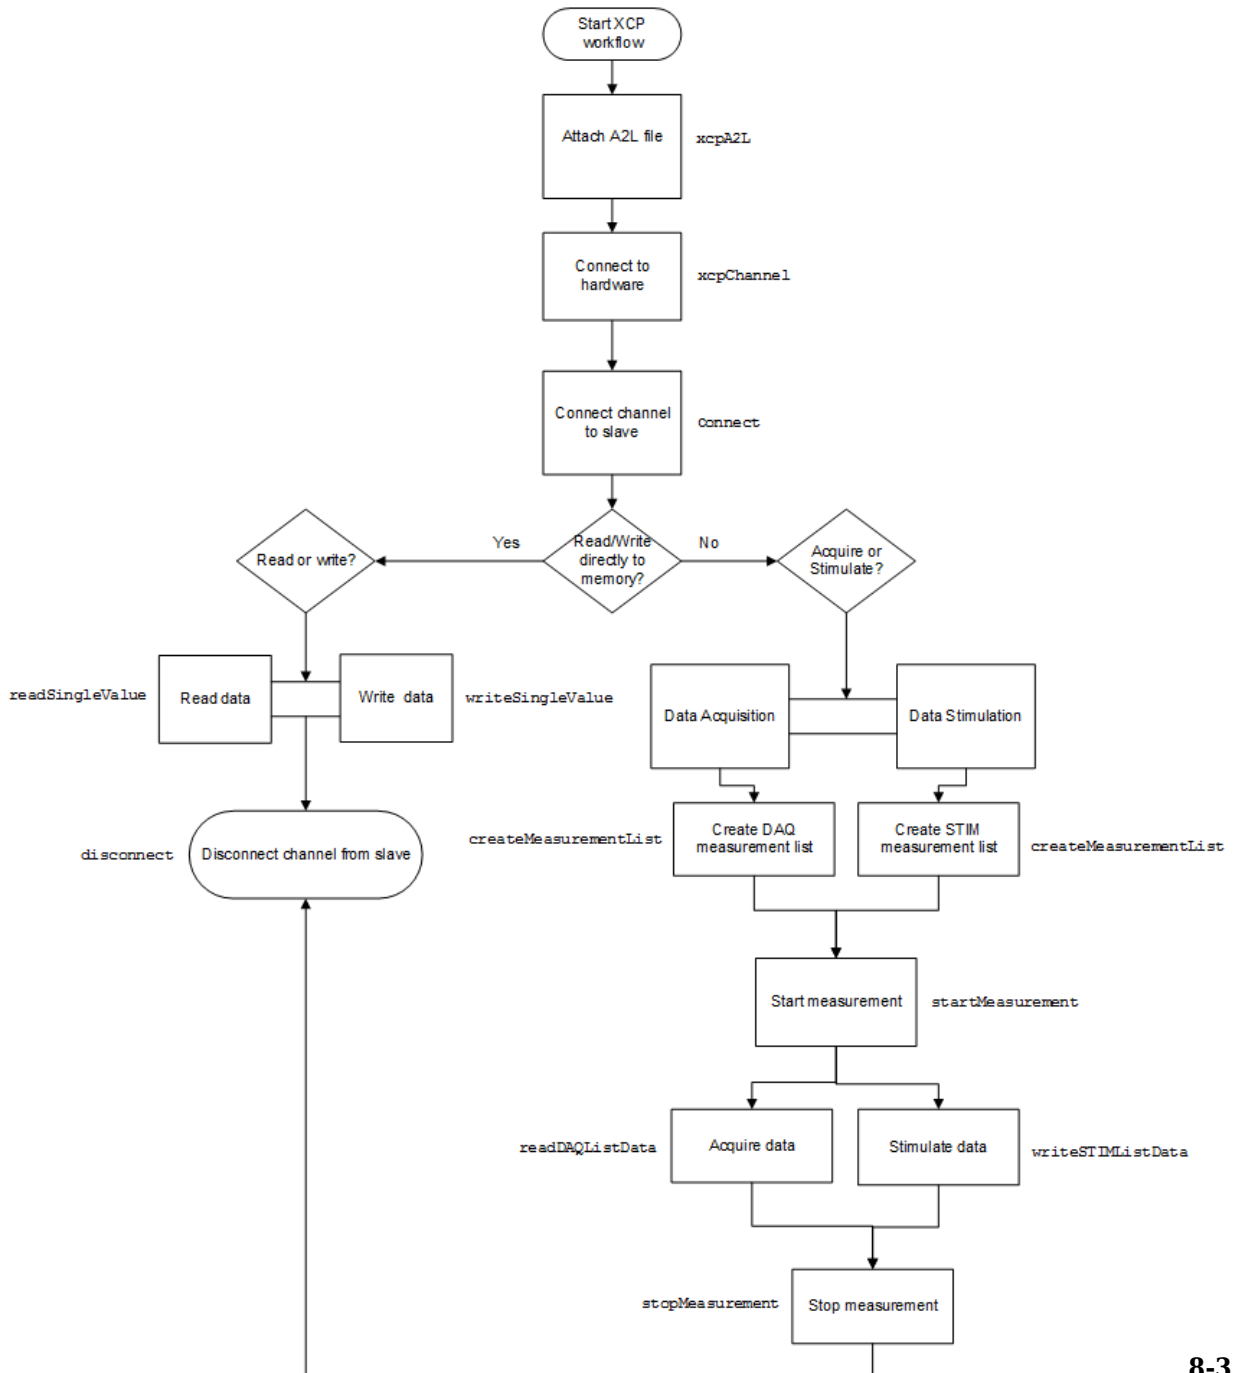 Start XCP
workflow
Attach A2L file
xcpA2L
Connect to
hardware
xcpChannel
Connect channel
to slave
Connect
Read or write?
Yes
Read/Write
directly to
memory?
No
Acquire or
Stimulate?
readSingleValue
Read data
Write data
writeSingleValue
Data Acquisition
Data Stimulation
disconnect
Disconnect channel from slave
createMeasurementList
Create DAQ
measurement list
Create STIM
measurement list
createMeasurementList
Start measurement
startMeasurement
readDAQListData
Acquire data
Stimulate data
writeSTIMListData
stopMeasurement
Stop measurement
8-3